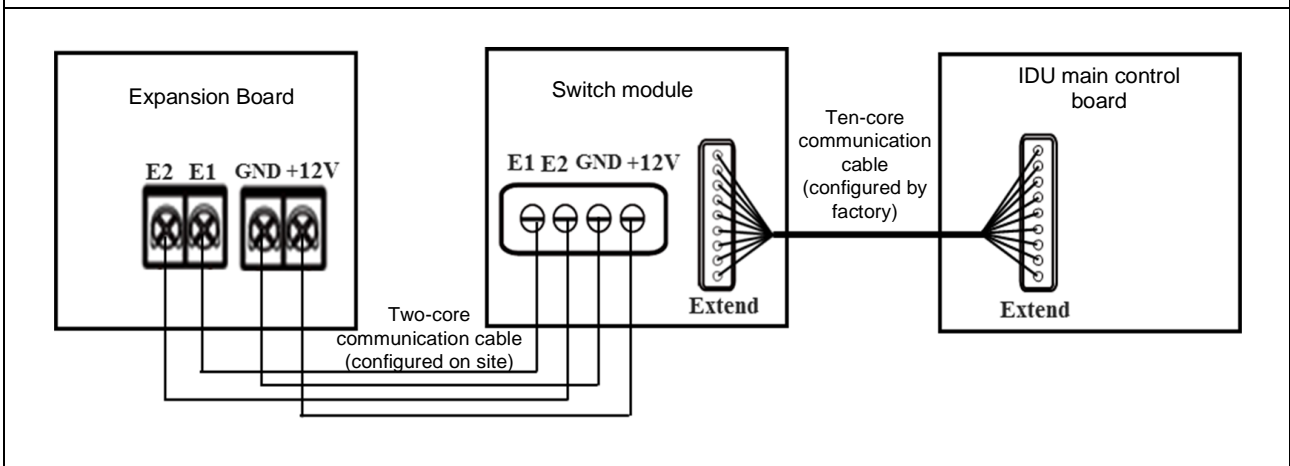 Expansion Board
E2 E1 GND +12V
Switch module
E1 E2 GND +12V
Extend
Two-core
communication cable
(configured on site)
Ten-core
communication
cable
(configured by
factory)
IDU main control
board
Extend